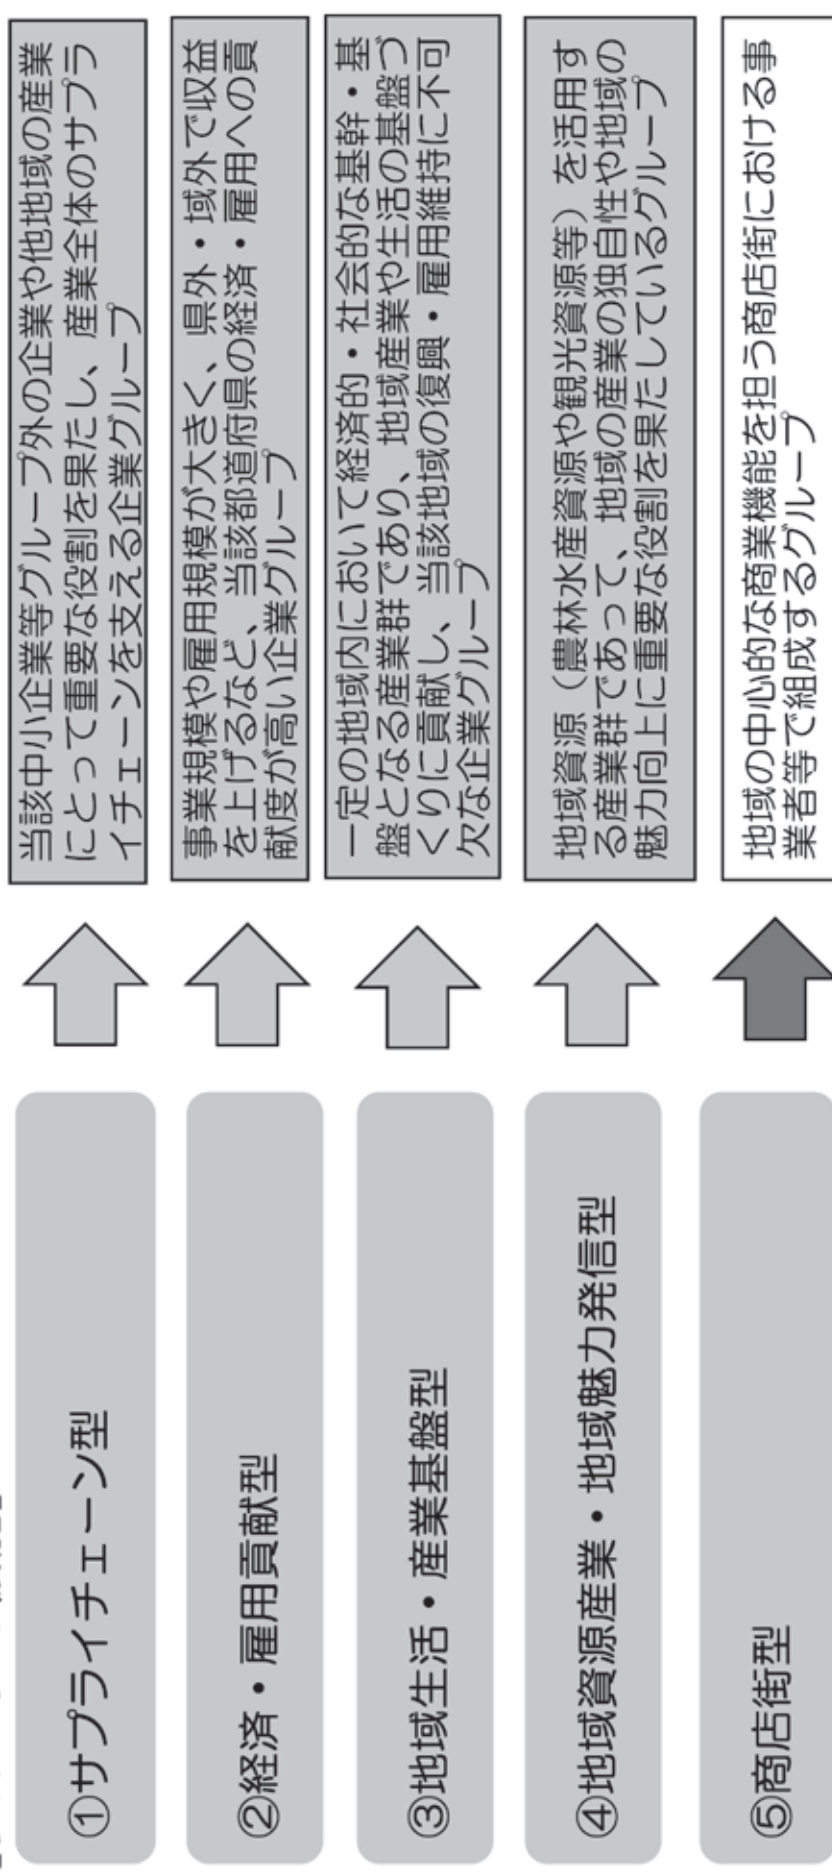 ①サプライチェーン型
当該中小企業等グループ外の企業や他地域の産業
にとって重要な役割を果たし、産業全体のサプラ
イチェーンを支える企業グループ
②経済・雇用貢献型
事業規模や雇用規模が大きく、県外・域外で収益
を上げるなど、当該都道府県の経済・雇用への貢
献度が高い企業グループ
③地域生活・産業基盤型
一定の地域内において経済的・社会的な基幹・基
盤となる産業群であり、地域産業や生活の基盤づ
くりに貢献し、当該地域の復興・雇用維持に不可
欠な企業グループ
④地域資源産業・地域魅力発信型
地域資源（農林水産資源や観光資源等）を活用す
る産業群であって、地域の産業の独自性や地域の
魅力向上に重要な役割を果たしているグループ
⑤商店街型
地域の中心的な商業機能を担う商店街における事
業者等で組成するグループ